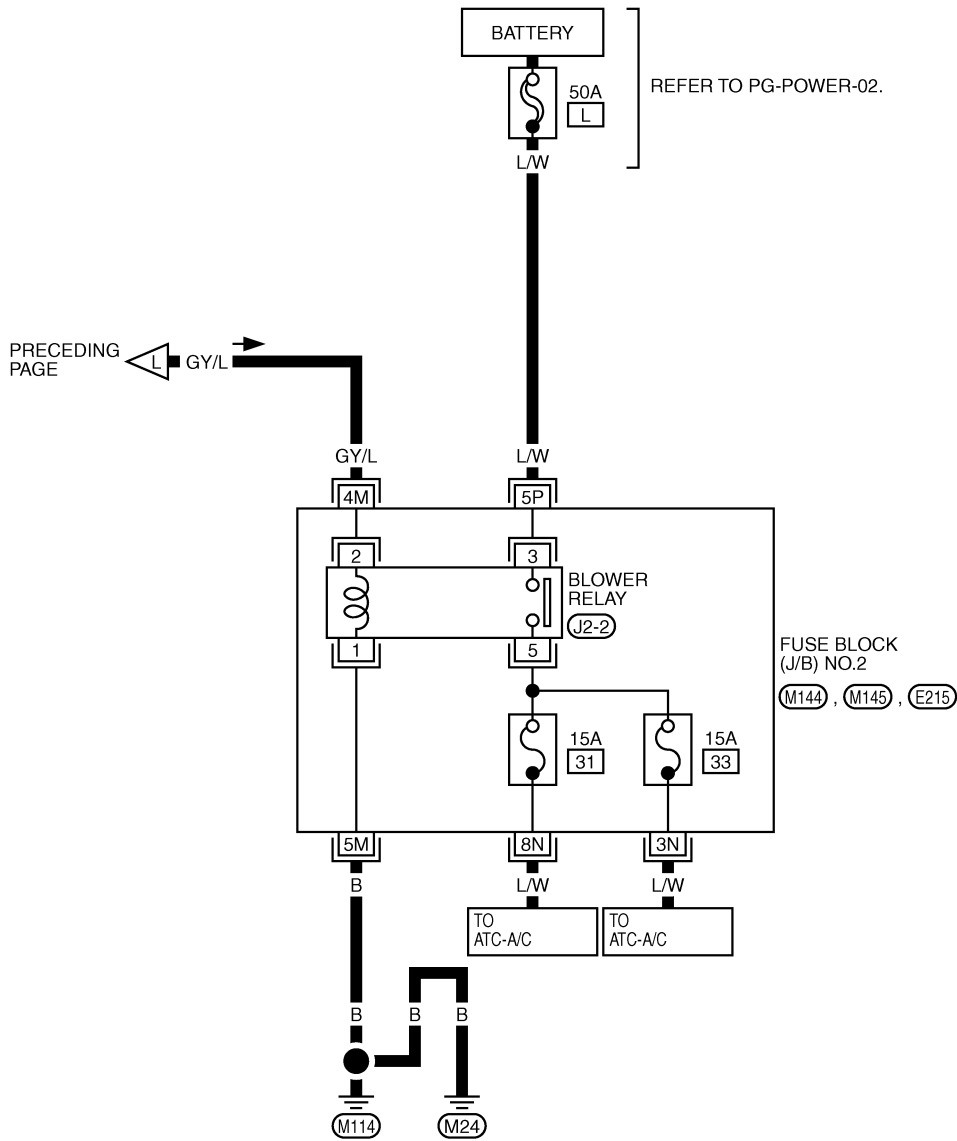 BATTERY
50A
L
REFER TO PG-POWER-02.
L/W
PRECEDING
PAGE
L
GY/L
GY/L
L/W
4M
5P
2
3
BLOWER
RELAY
J2-2
1
5
FUSE BLOCK
(J/B) NO.2
M144 , M145 , E215
15A
31
15A
33
5M
8N
3N
B
L/W
L/W
TO
ATC-A/C
TO
ATC-A/C
B
B
B
M114
M24